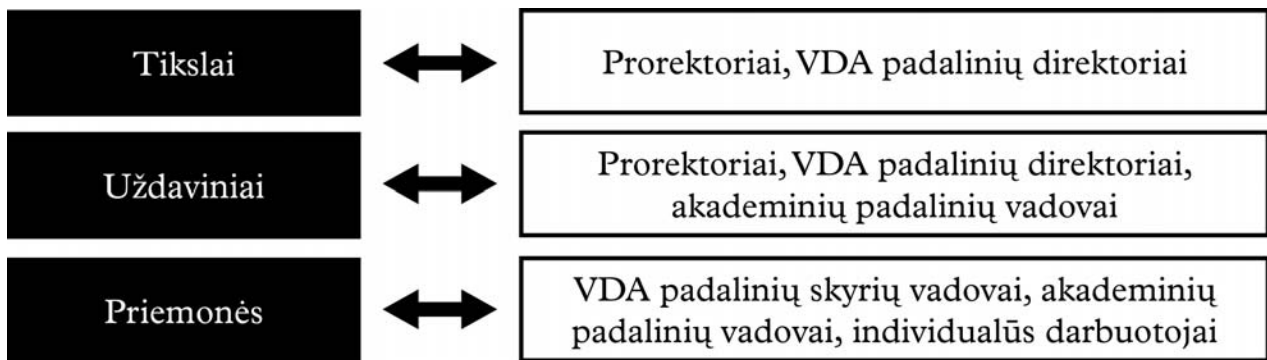 Tikslai
Prorektoriai, VDA padalinių direktoriai
Uždaviniai
Prorektoriai, VDA padalinių direktoriai,
akademinių padalinių vadovai
Priemonės
VDA padalinių skyrių vadovai, akademinių
padalinių vadovai, individualūs darbuotojai